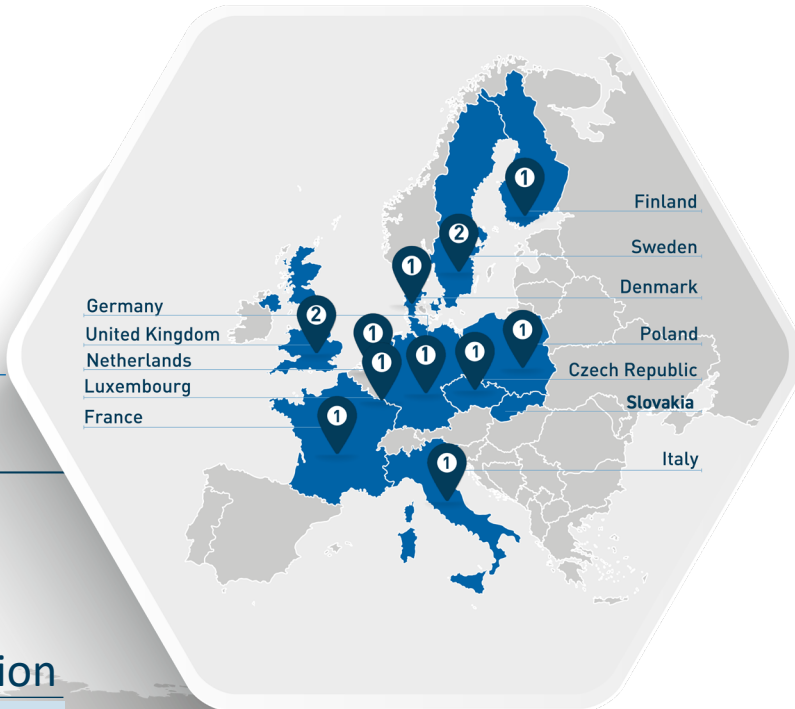 1
Finland
2
Sweden
1
Denmark
Germany
2
United Kingdom
1
1
Poland
Netherlands
1
1
1
Czech Republic
Luxembourg
Slovakia
France
1
1
Italy
ion